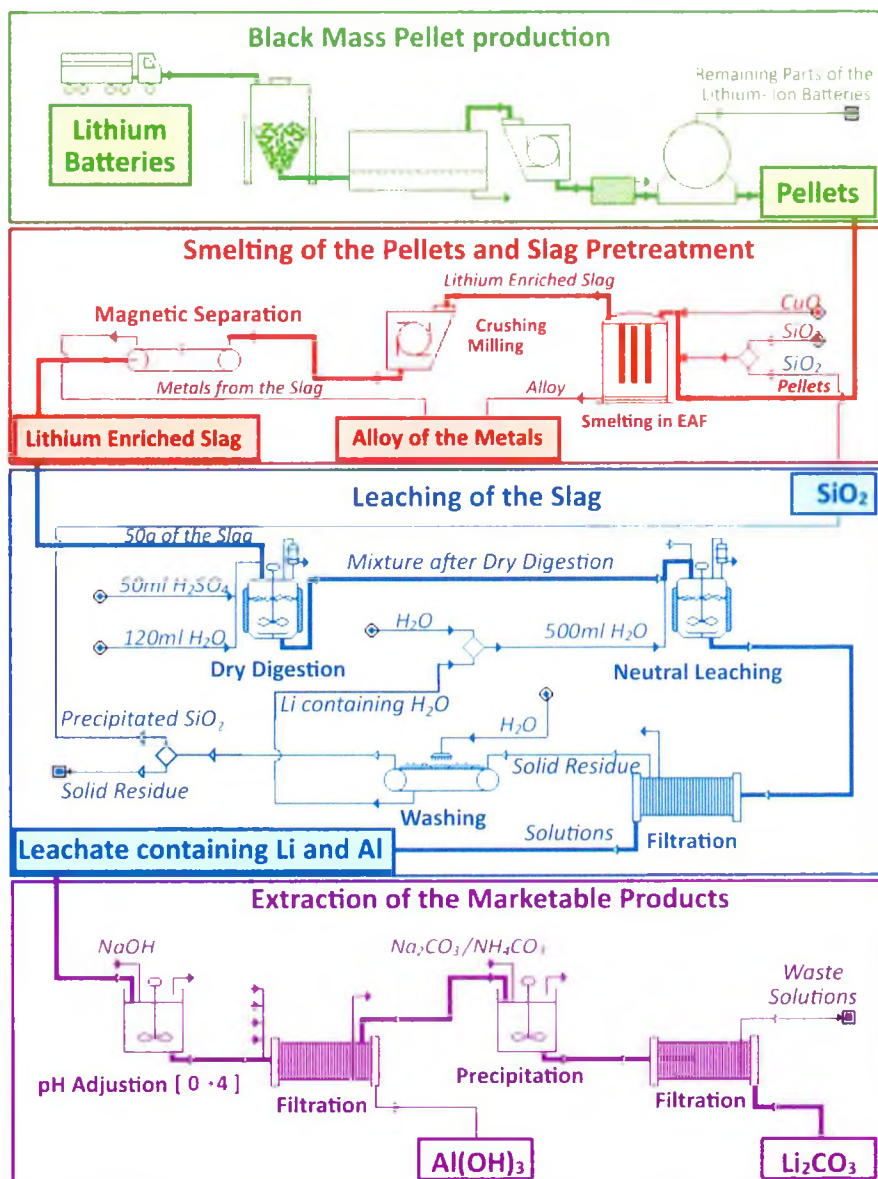 Black Mass Pellet production
Remaining Parts of the
Lithium- Ion Batteries
Lithium
Batteries
Pellets
Smelting of the Pellets and Slag Pretreatment
Lithium Enriched Slag
Magnetic Separation
Crushing
Milling
CuO
SiO₂
SiO₂
Pellets
Metals from the Slag
Alloy
Smelting in EAF
Lithium Enriched Slag
Alloy of the Metals
Leaching of the Slag
SiO₂
50g of the Slag
Mixture after Dry Digestion
50ml H₂SO₄
H₂O
120ml H₂O
500ml H₂O
Dry Digestion
Neutral Leaching
Li containing H₂O
Precipitated SiO₂
H₂O
Solid Residue
Solid Residue
Washing
Solutions
Filtration
Leachate containing Li and Al
Extraction of the Marketable Products
NaOH
Na₂CO₃/NH₄CO₃
Waste
Solutions
pH Adjustion [ 0 ÷4 ]
Precipitation
Filtration
Filtration
Al(OH)₃
Li₂CO₃